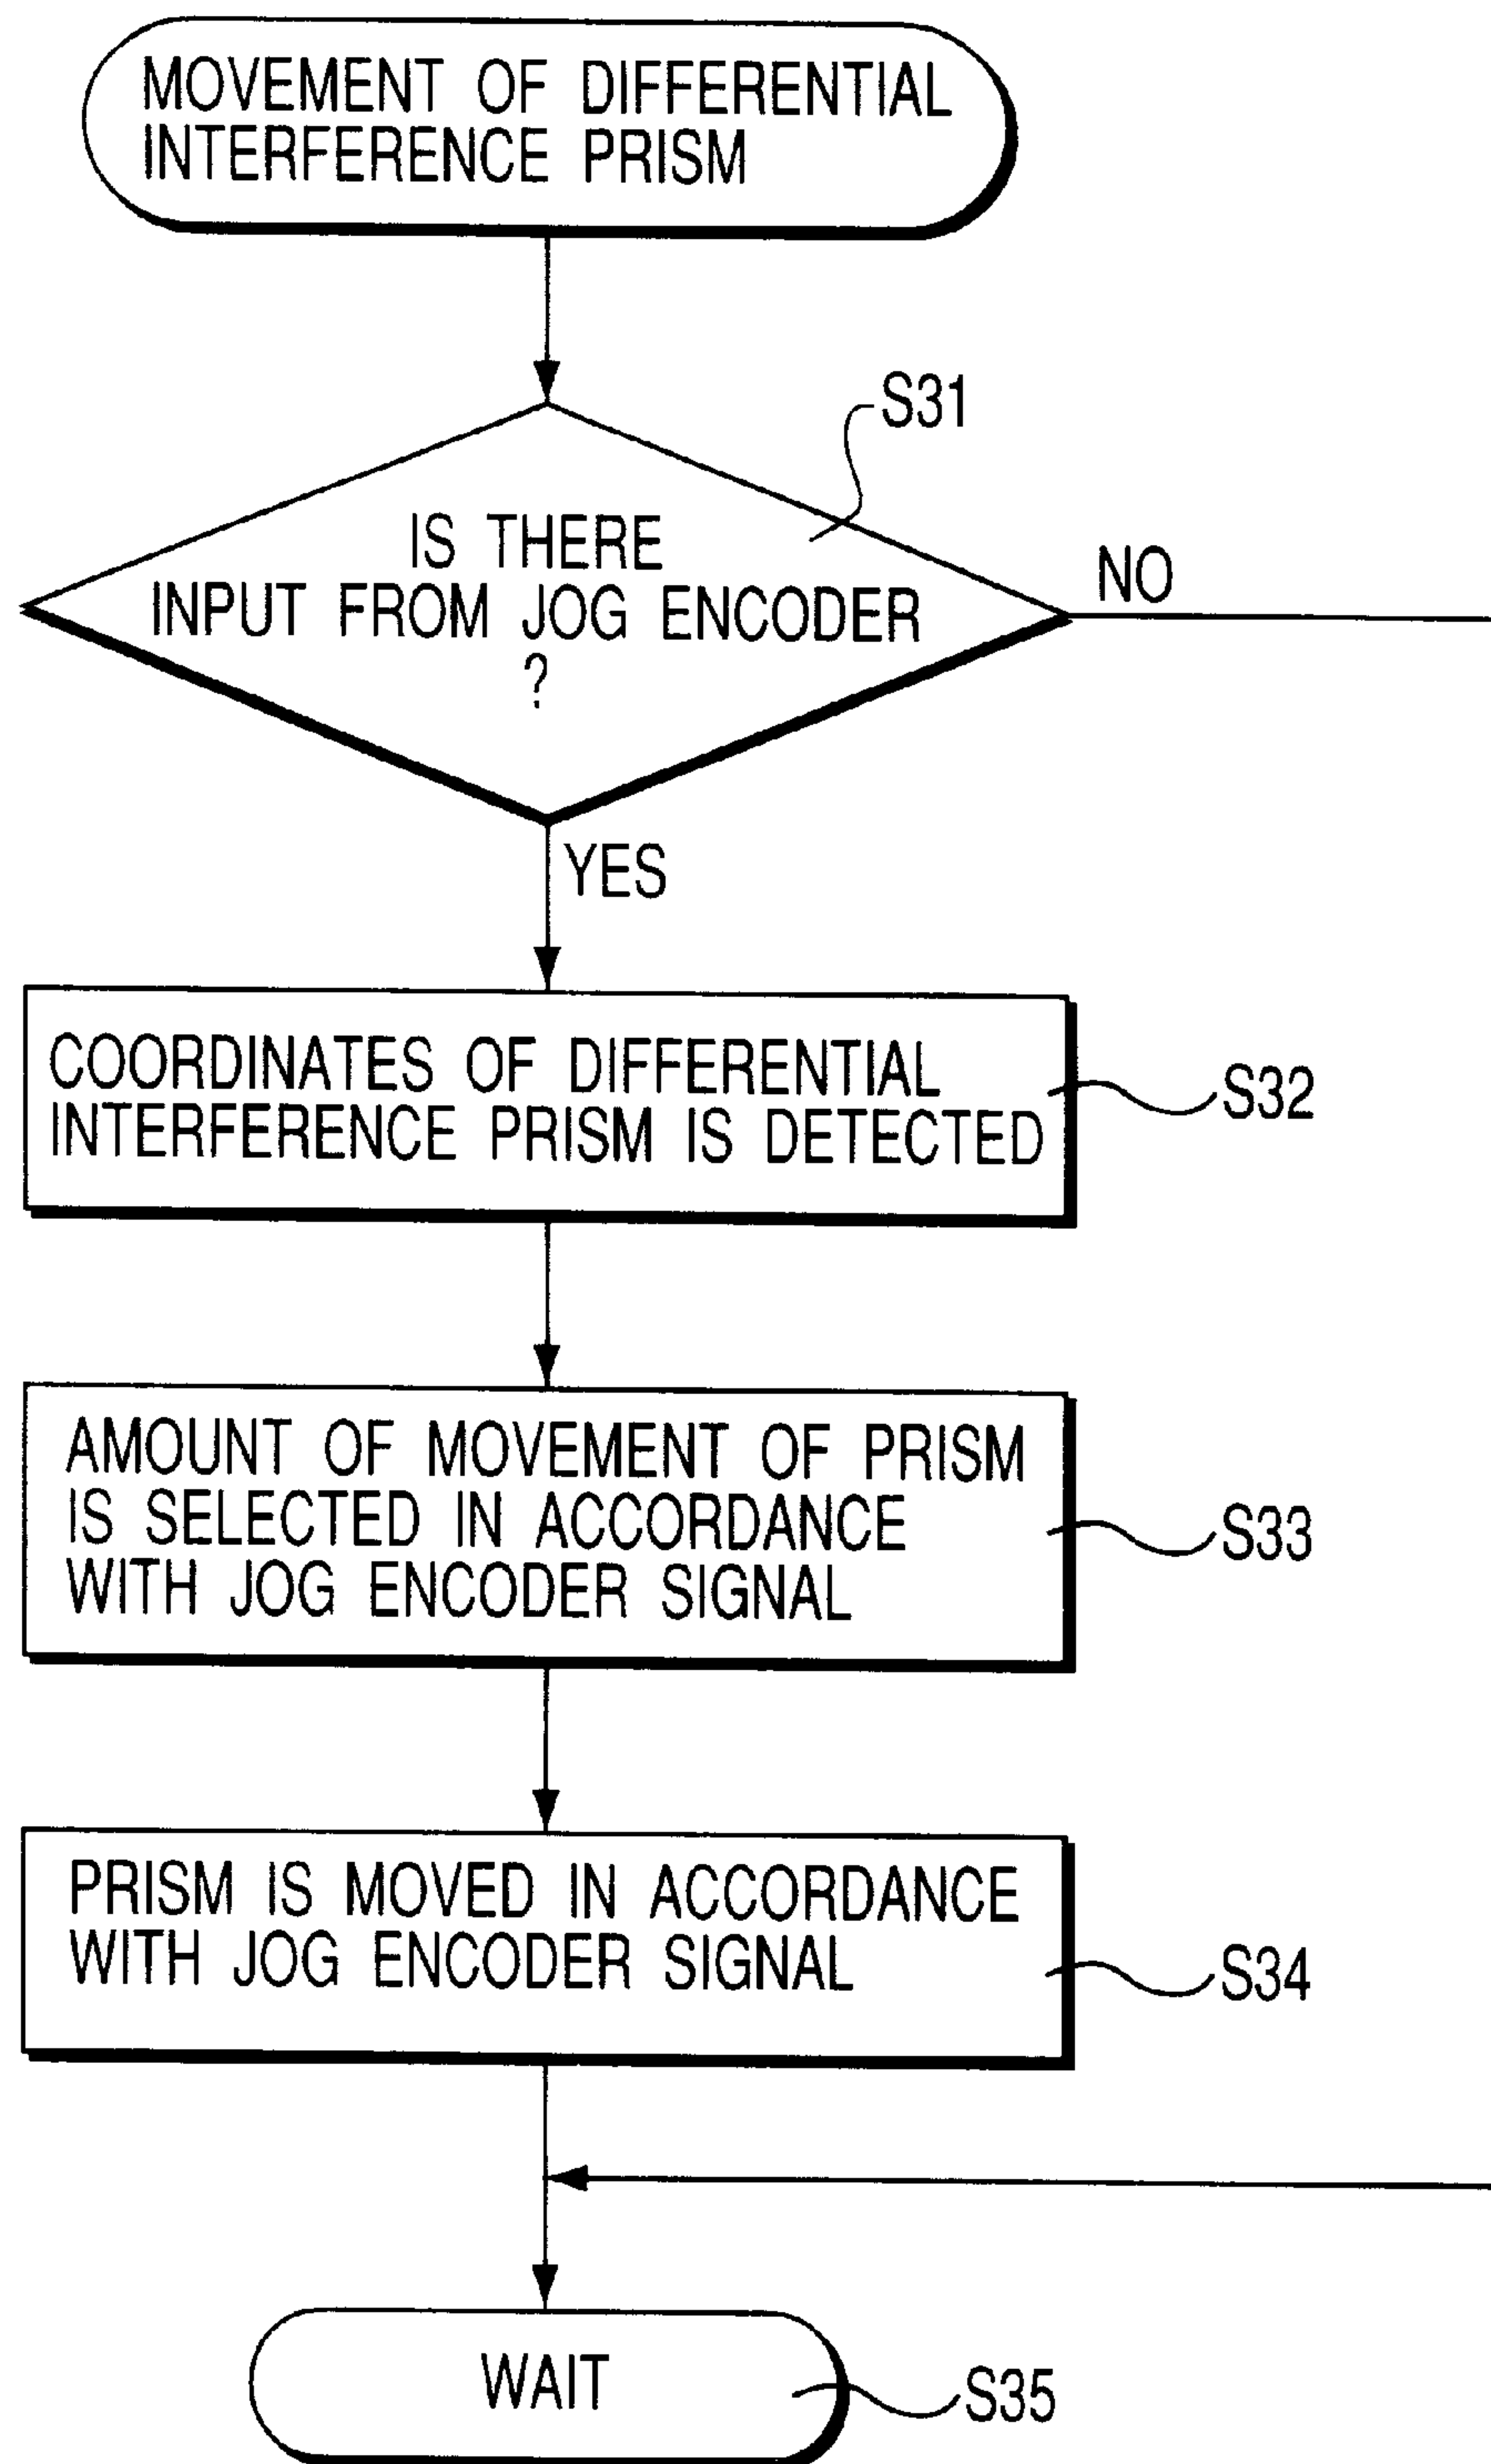 MOVEMENT OF DIFFERENTIAL
INTERFERENCE PRISM
S31
IS THERE
INPUT FROM JOG ENCODER
?
NO
YES
COORDINATES OF DIFFERENTIAL
INTERFERENCE PRISM IS DETECTED
S32
AMOUNT OF MOVEMENT OF PRISM
IS SELECTED IN ACCORDANCE
WITH JOG ENCODER SIGNAL
S33
PRISM IS MOVED IN ACCORDANCE
WITH JOG ENCODER SIGNAL
S34
WAIT
S35